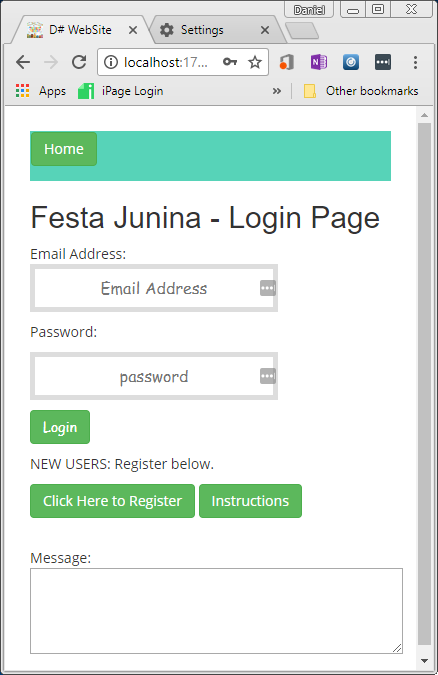 Daniel
D# WebSite
Settings
localhost:17...
Apps
iPage Login
»
Other bookmarks
Home
Festa Junina - Login Page
Email Address:
Email Address
Password:
password
Login
NEW USERS: Register below.
Click Here to Register
Instructions
Message: